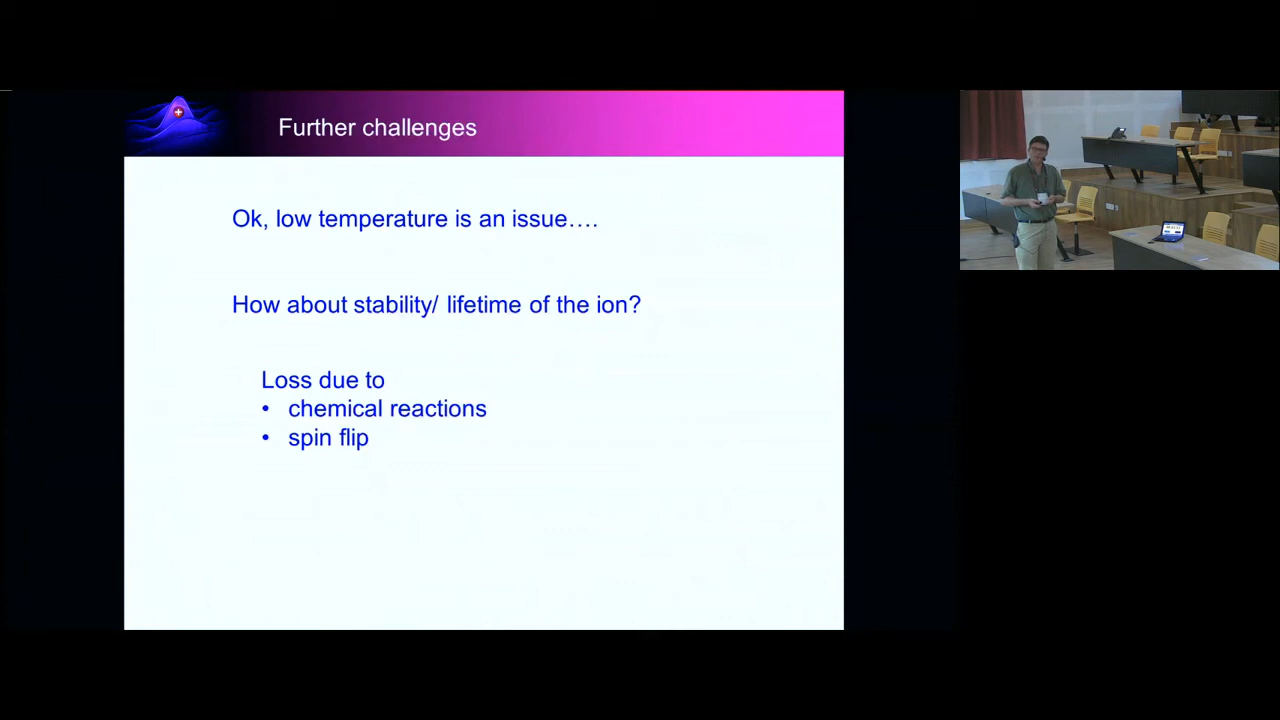 Further challenges
Ok, low temperature is an issue….
How about stability/ lifetime of the ion?
Loss due to
• chemical reactions
• spin flip